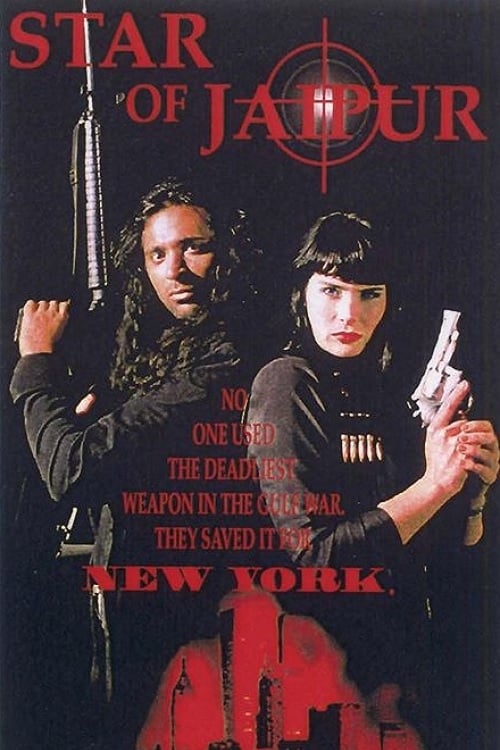 STAR
OF JAIPUR
NO
ONE USED
THE DEADLIEST
WEAPON IN THE GULF WAR.
THEY SAVED IT FOR
NEW YORK.